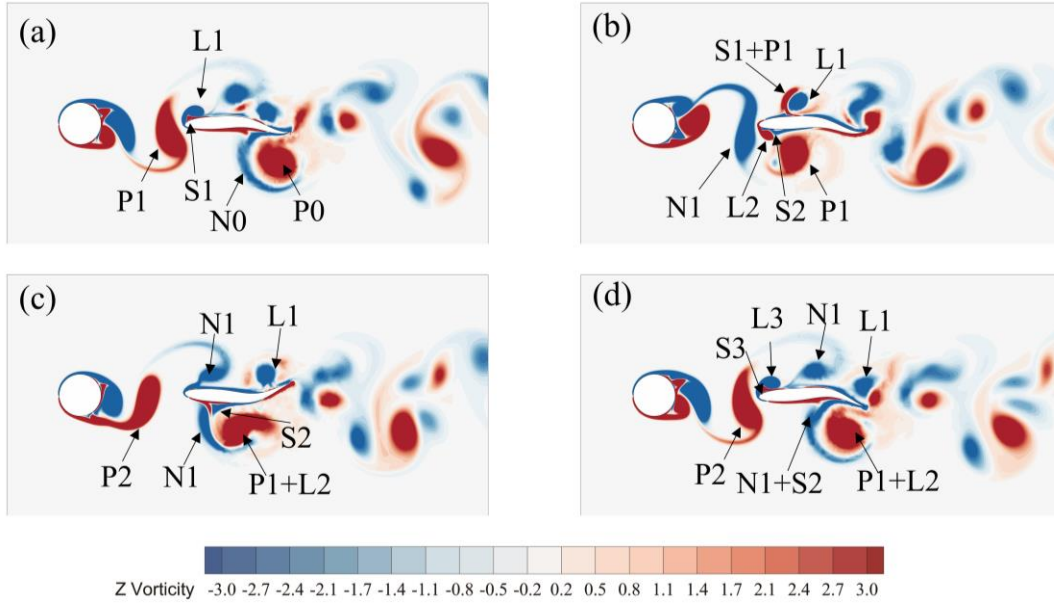 (a)
L1
P1
S1
N0
P0
(b)
S1+P1
L1
N1
L2
S2
P1
(c)
N1
L1
P2
N1
S2
P1+L2
(d)
S3
L3
N1
L1
P2
N1+S2
P1+L2
Z Vorticity -3.0 -2.7 -2.4 -2.1 -1.7 -1.4 -1.1 -0.8 -0.5 -0.2 0.2 0.5 0.8 1.1 1.4 1.7 2.1 2.4 2.7 3.0